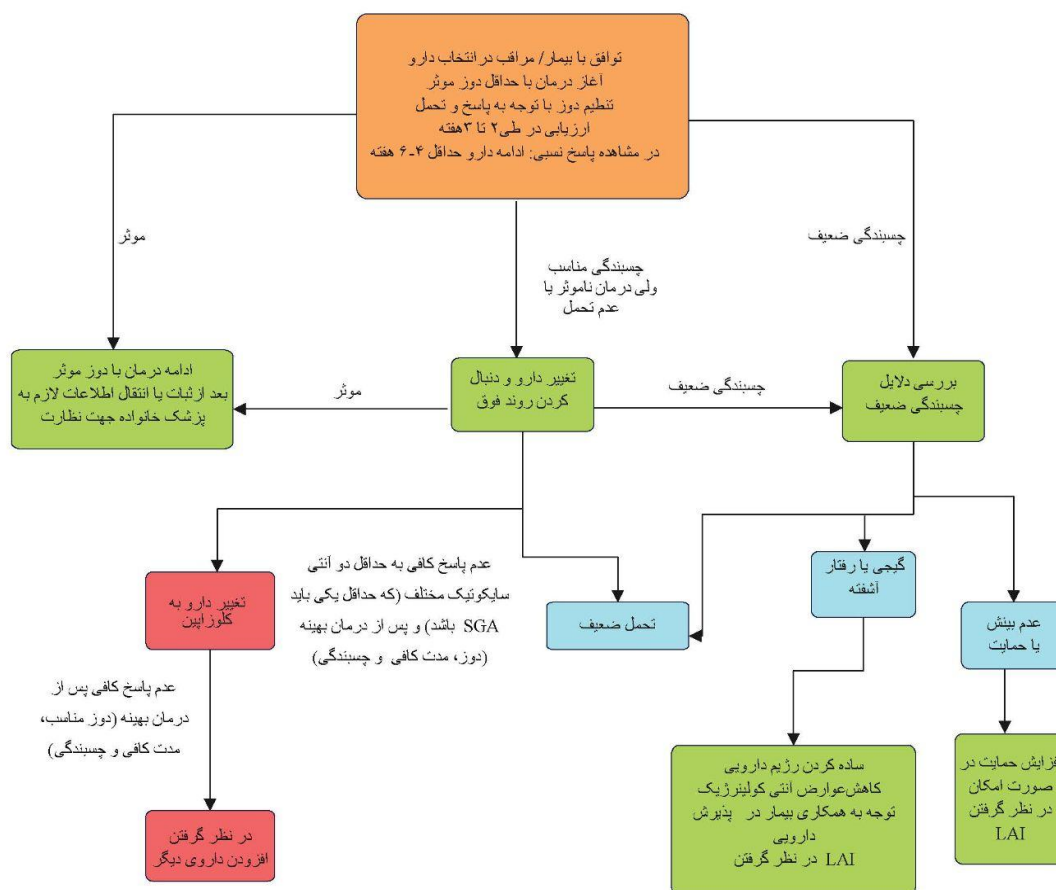 توافق با بیمار/ مراقب درانتخاب دارو
آغاز درمان با حداقل دوز موثر
تنظیم دوز با توجه به پاسخ و تحمل
ارزیابی در طی۲ تا ۳هفته
در مشاهده پاسخ نسبی: ادامه دارو حداقل ۴-۶ هفته
چسبندگی ضعیف
موثر
چسبندگی مناسب
ولی درمان ناموثر یا
عدم تحمل
بررسی دلایل
چسبندگی ضعیف
چسبندگی ضعیف
تغییر دارو و دنبال
کردن روند فوق
موثر
ادامه درمان با دوز موثر
بعد ازثبات یا انتقال اطلاعات لازم به
پزشک خانواده جهت نظارت
عدم بینش
یا حمایت
گیجی یا رفتار
آشفته
تحمل ضعیف
عدم پاسخ کافی به حداقل دو آنتی
سایکوتیک مختلف (که حداقل یکی باید
SGA باشد) و پس از درمان بهینه
(دوز، مدت کافی و چسبندگی)
تغییر دارو به
کلوزاپین
عدم پاسخ کافی پس از
درمان بهینه (دوز مناسب،
مدت کافی و چسبندگی)
در نظر گرفتن
افزودن داروی دیگر
ساده کردن رژیم دارویی
کاهش‌عوارض آنتی کولینرژیک
توجه به همکاری بیمار در پذیرش
دارویی
در نظر گرفتن LAI
فزایش حمایت در
صورت امکان
در نظر گرفتن
LAI